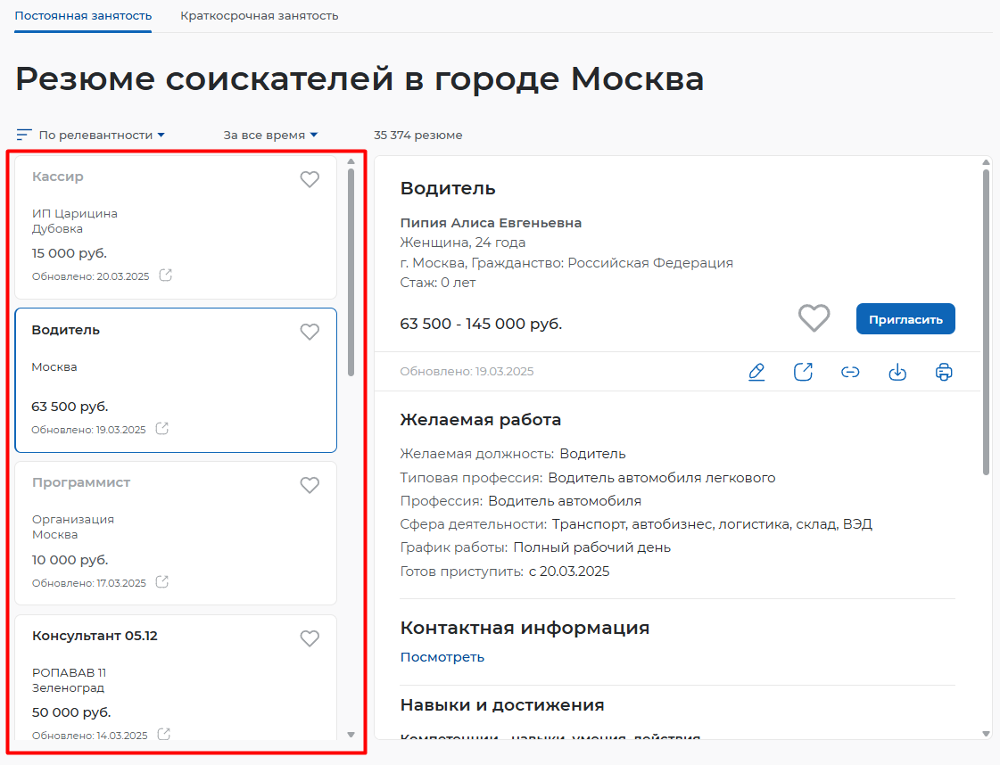 Постоянная занятость
Краткосрочная занятость
Резюме соискателей в городе Москва
По релевантности
За все время
35 374 резюме
Кассир
ИП Царицина
Дубовка
15 000 руб.
Обновлено: 20.03.2025
Водитель
Москва
63 500 руб.
Обновлено: 19.03.2025
Программист
Организация
Москва
10 000 руб.
Обновлено: 17.03.2025
Консультант 05.12
РОПАВАВ 11
Зеленоград
50 000 руб.
Обновлено: 14.03.2025
Водитель
Пипия Алиса Евгеньевна
Женщина, 24 года
г. Москва, Гражданство: Российская Федерация
Стаж: 0 лет
63 500 - 145 000 руб.
Пригласить
Обновлено: 19.03.2025
Желаемая работа
Желаемая должность: Водитель
Типовая профессия: Водитель автомобиля легкового
Профессия: Водитель автомобиля
Сфера деятельности: Транспорт, автобизнес, логистика, склад, ВЭД
График работы: Полный рабочий день
Готов приступить: с 20.03.2025
Контактная информация
Посмотреть
Навыки и достижения
Компетенции - навыки, умения, действия